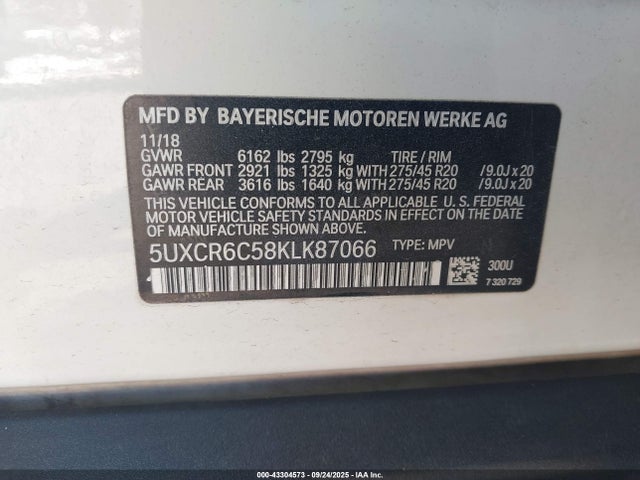 MFD BY BAYERISCHE MOTOREN WERKE AG
11/18
GVWR 6162 lbs 2795 kg TIRE / RIM
GAWR FRONT 2921 lbs 1325 kg WITH 275/45 R20 /9.0J x 20
GAWR REAR 3616 lbs 1640 kg WITH 275/45 R20 /9.0J x 20
THIS VEHICLE CONFORMS TO ALL APPLICABLE U. S. FEDERAL
MOTOR VEHICLE SAFETY STANDARDS IN EFFECT ON THE DATE
OF MANUFACTURE SHOWN ABOVE.
5UXCR6C58KLK87066 TYPE: MPV
300U
7 320 729
000-43304573 - 09/24/2025 - IAA Inc.